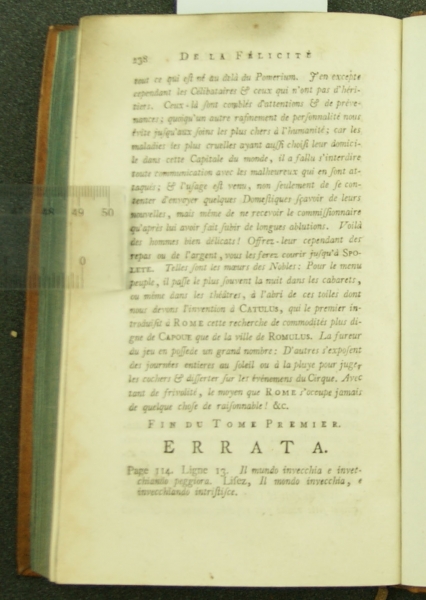 238 DE LA FÉLICITÉ
tout ce qui est né au delà du Pomerium. J'en excepte
cependant les Célibataires & ceux qui n'ont pas d'héri-
tiers. Ceux-là sont comblés d'attentions & de préve-
nances; quoiqu'un autre rafinement de personnalité nous
évite jusqu'aux soins les plus chers à l'humanité; car les
maladies les plus cruelles ayant aussi choisi leur domici-
le dans cette Capitale du monde, il a fallu s'interdire
toute communication avec les malheureux qui en sont at-
taqués; & l'usage est venu, non seulement de se con-
tenter d'envoyer quelques Domestiques sçavoir de leurs
nouvelles, mais même de ne recevoir le commissionnaire
qu'après lui avoir fait subir de longues ablutions. Voilà
des hommes bien délicats! Offrez-leur cependant des
repas ou de l'argent, vous les ferez courir jusqu'à SPO-
LETE. Telles sont les mœurs des Nobles: Pour le menu
peuple, il passe le plus souvent la nuit dans les cabarets,
ou même dans les théâtres, à l'abri de ces toiles dont
nous devons l'invention à CATULUS, qui le premier in-
troduisit à ROME cette recherche de commodités plus di-
gne de CAPOUE que de la ville de ROMULUS. La fureur
du jeu en possede un grand nombre: D'autres s'exposent
des journées entieres au soleil ou à la pluye pour juger
les cochers & disserter sur les évènemens du Cirque. Avec
tant de frivolité, le moyen que ROME s'occupe jamais
de quelque chose de raisonnable! &c.
FIN DU TOME PREMIER.
ERRATA.
Page 114. Ligne 13. Il mundo invecchia e invec-
chiando peggiora. Lisez, Il mondo invecchia, e
invecchiando intristisce.
47 48 49 50
0